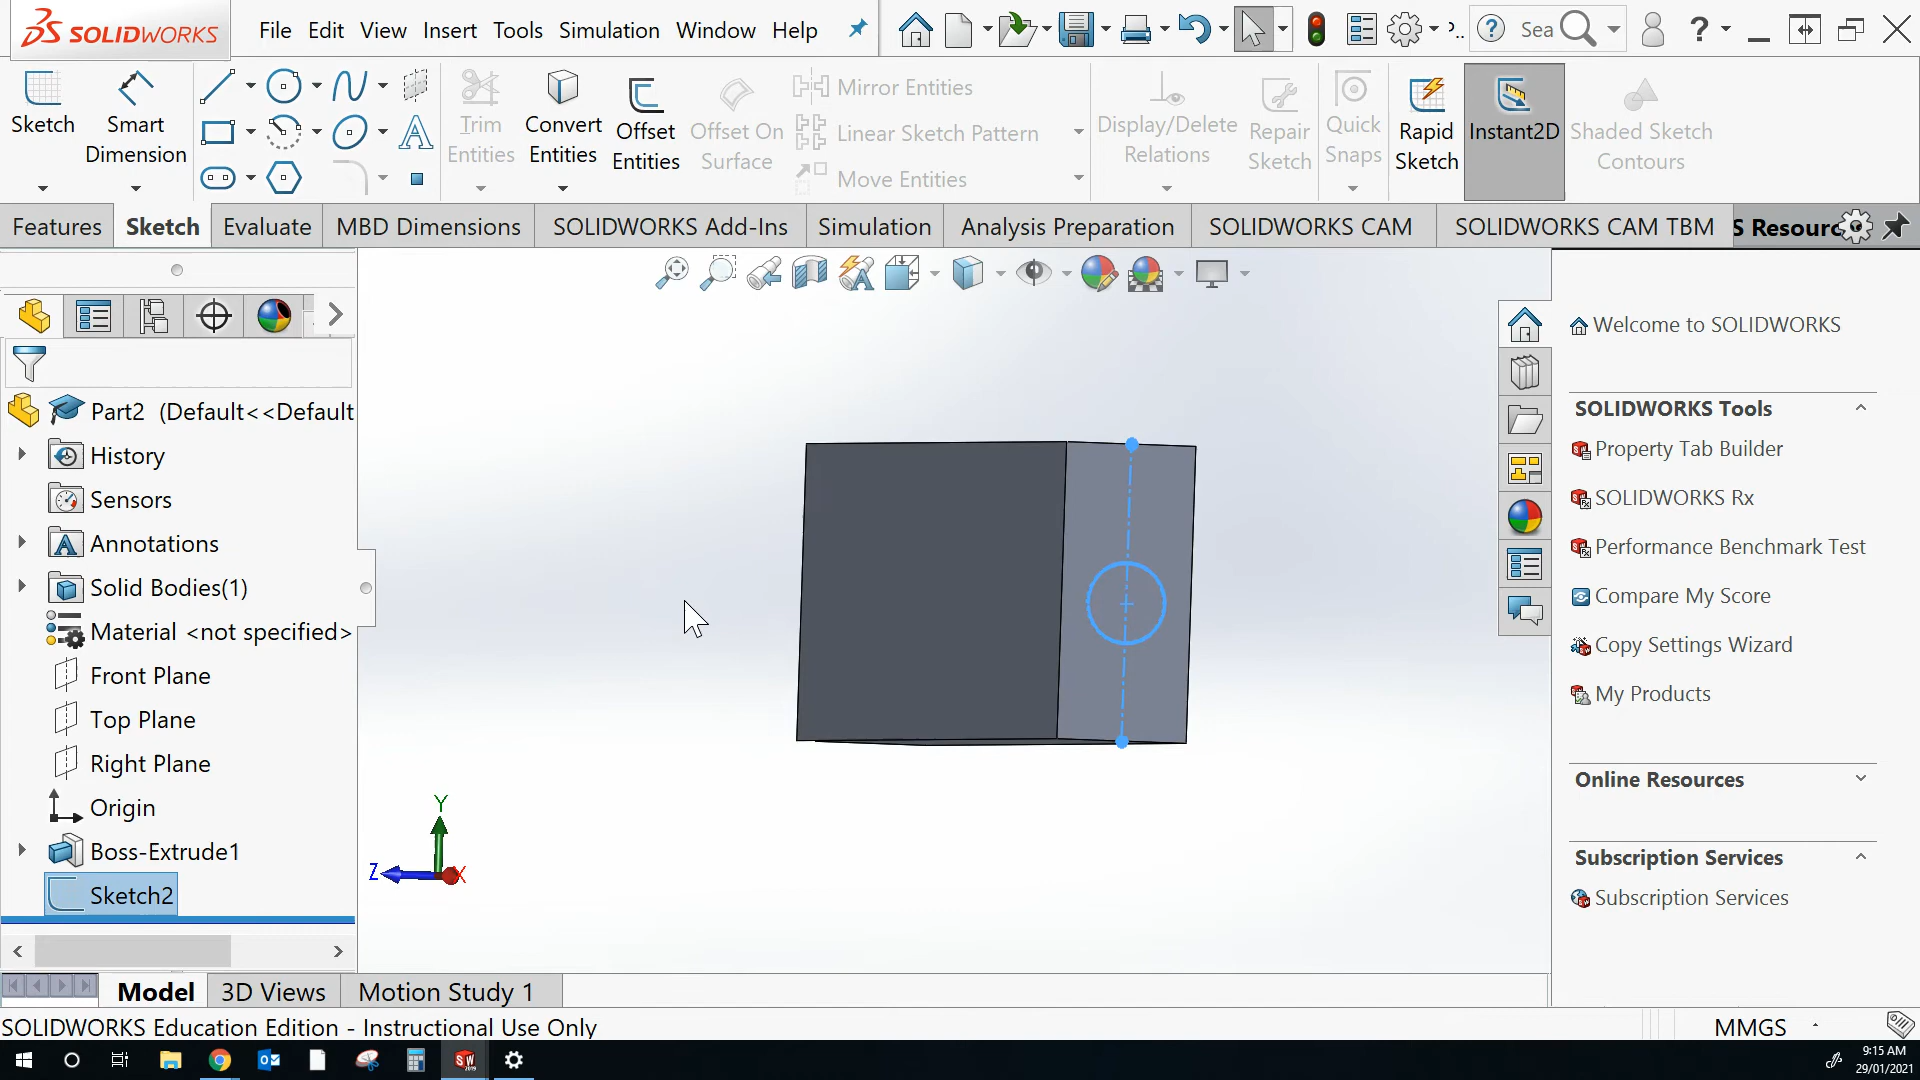 SOLIDWORKS File Edit View Insert Tools Simulation Window Help Sea
Sketch Smart Dimension Trim Entities Convert Entities Offset Entities Offset On Surface Mirror Entities Linear Sketch Pattern Move Entities Display/Delete Relations Repair Sketch Quick Snaps Rapid Sketch Instant2D Shaded Sketch Contours
Features Sketch Evaluate MBD Dimensions SOLIDWORKS Add-Ins Simulation Analysis Preparation SOLIDWORKS CAM SOLIDWORKS CAM TBM S Resourc
Part2 (Default<<Default
History
Sensors
Annotations
Solid Bodies(1)
Material <not specified>
Front Plane
Top Plane
Right Plane
Origin
Boss-Extrude1
Sketch2
Y
Z
X
Welcome to SOLIDWORKS
SOLIDWORKS Tools
Property Tab Builder
SOLIDWORKS Rx
Performance Benchmark Test
Compare My Score
Copy Settings Wizard
My Products
Online Resources
Subscription Services
Subscription Services
Model 3D Views Motion Study 1
SOLIDWORKS Education Edition - Instructional Use Only MMGS
9:15 AM
29/01/2021